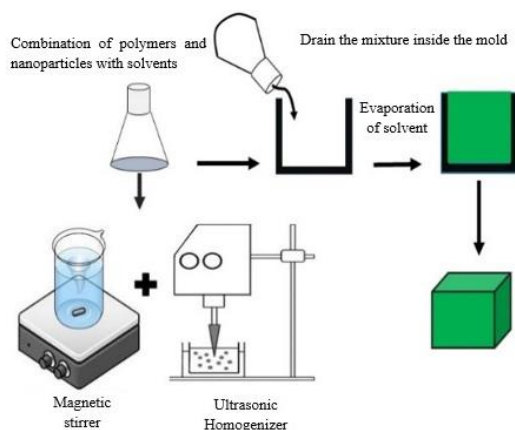 Combination of polymers and
nanoparticles with solvents
Drain the mixture inside the mold
Evaporation
of solvent
Magnetic
stirrer
Ultrasonic
Homogenizer